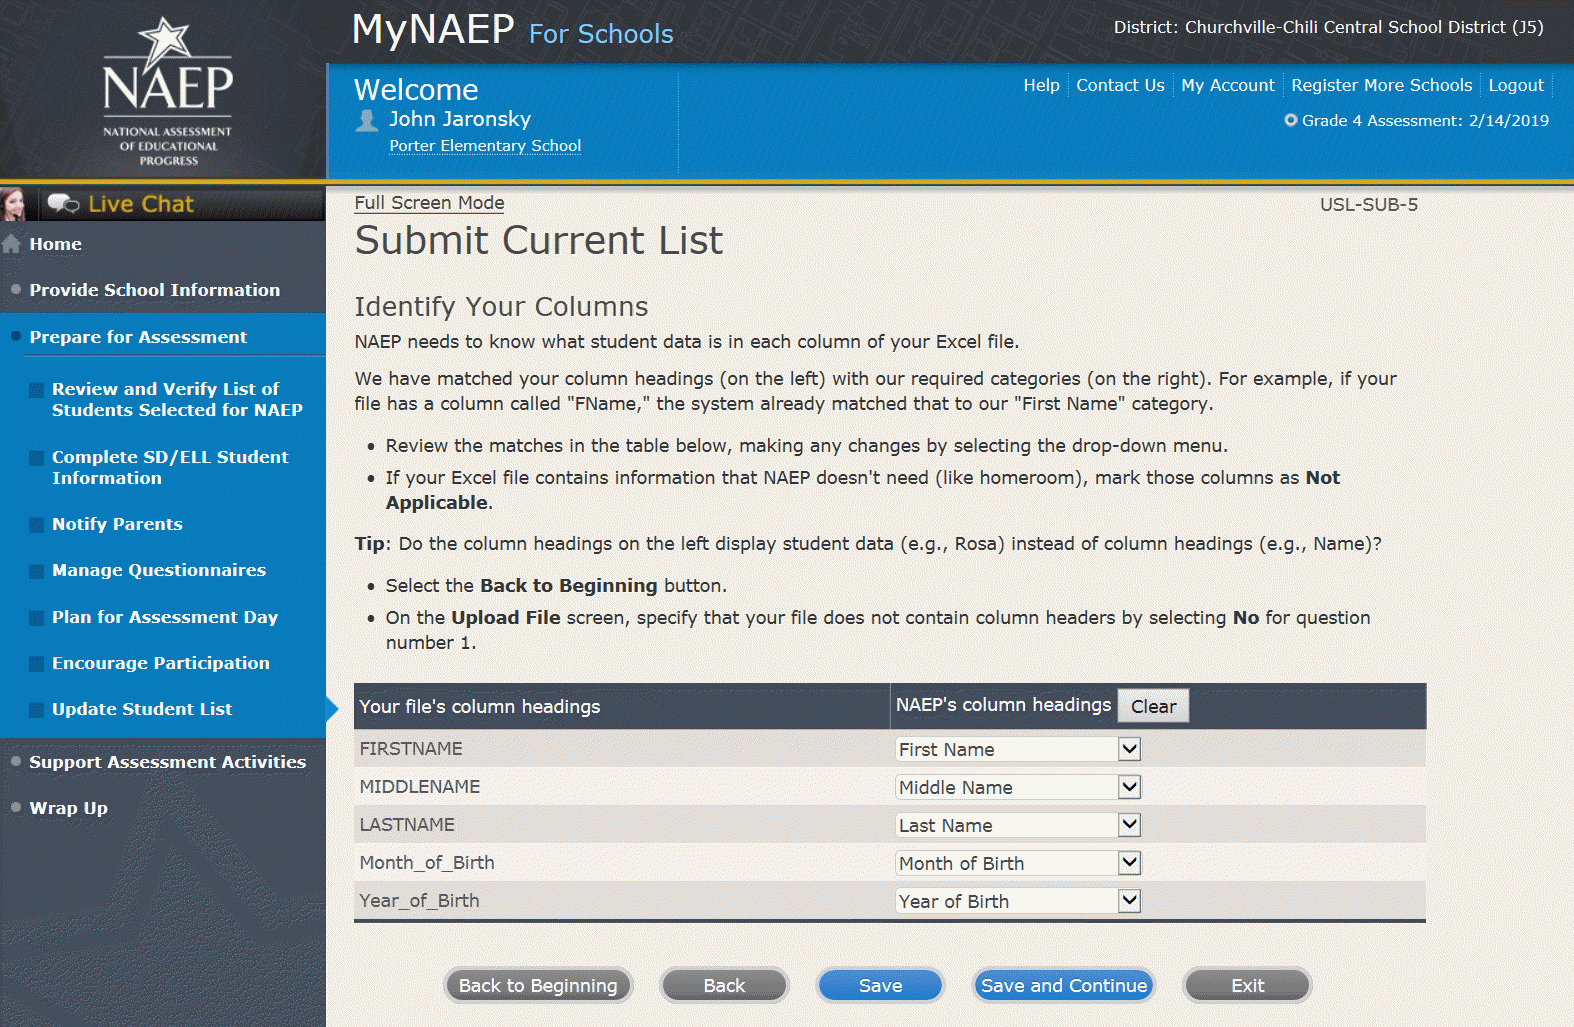 MyNAEP For Schools
District: Churchville-Chili Central School District (J5)
NAEP
NATIONAL ASSESSMENT
OF EDUCATIONAL
PROGRESS
Welcome
John Jaronsky
Porter Elementary School
Help
Contact Us
My Account
Register More Schools
Logout
Grade 4 Assessment: 2/14/2019
Live Chat
Home
Provide School Information
Prepare for Assessment
Review and Verify List of
Students Selected for NAEP
Complete SD/ELL Student
Information
Notify Parents
Manage Questionnaires
Plan for Assessment Day
Encourage Participation
Update Student List
Support Assessment Activities
Wrap Up
Full Screen Mode
USL-SUB-5
Submit Current List
Identify Your Columns
NAEP needs to know what student data is in each column of your Excel file.
We have matched your column headings (on the left) with our required categories (on the right). For example, if your
file has a column called "FName," the system already matched that to our "First Name" category.
• Review the matches in the table below, making any changes by selecting the drop-down menu.
• If your Excel file contains information that NAEP doesn't need (like homeroom), mark those columns as Not
Applicable.
Tip: Do the column headings on the left display student data (e.g., Rosa) instead of column headings (e.g., Name)?
• Select the Back to Beginning button.
• On the Upload File screen, specify that your file does not contain column headers by selecting No for question
number 1.
Your file's column headings
NAEP's column headings Clear
FIRSTNAME First Name
MIDDLENAME Middle Name
LASTNAME Last Name
Month_of_Birth Month of Birth
Year_of_Birth Year of Birth
Back to Beginning
Back
Save
Save and Continue
Exit